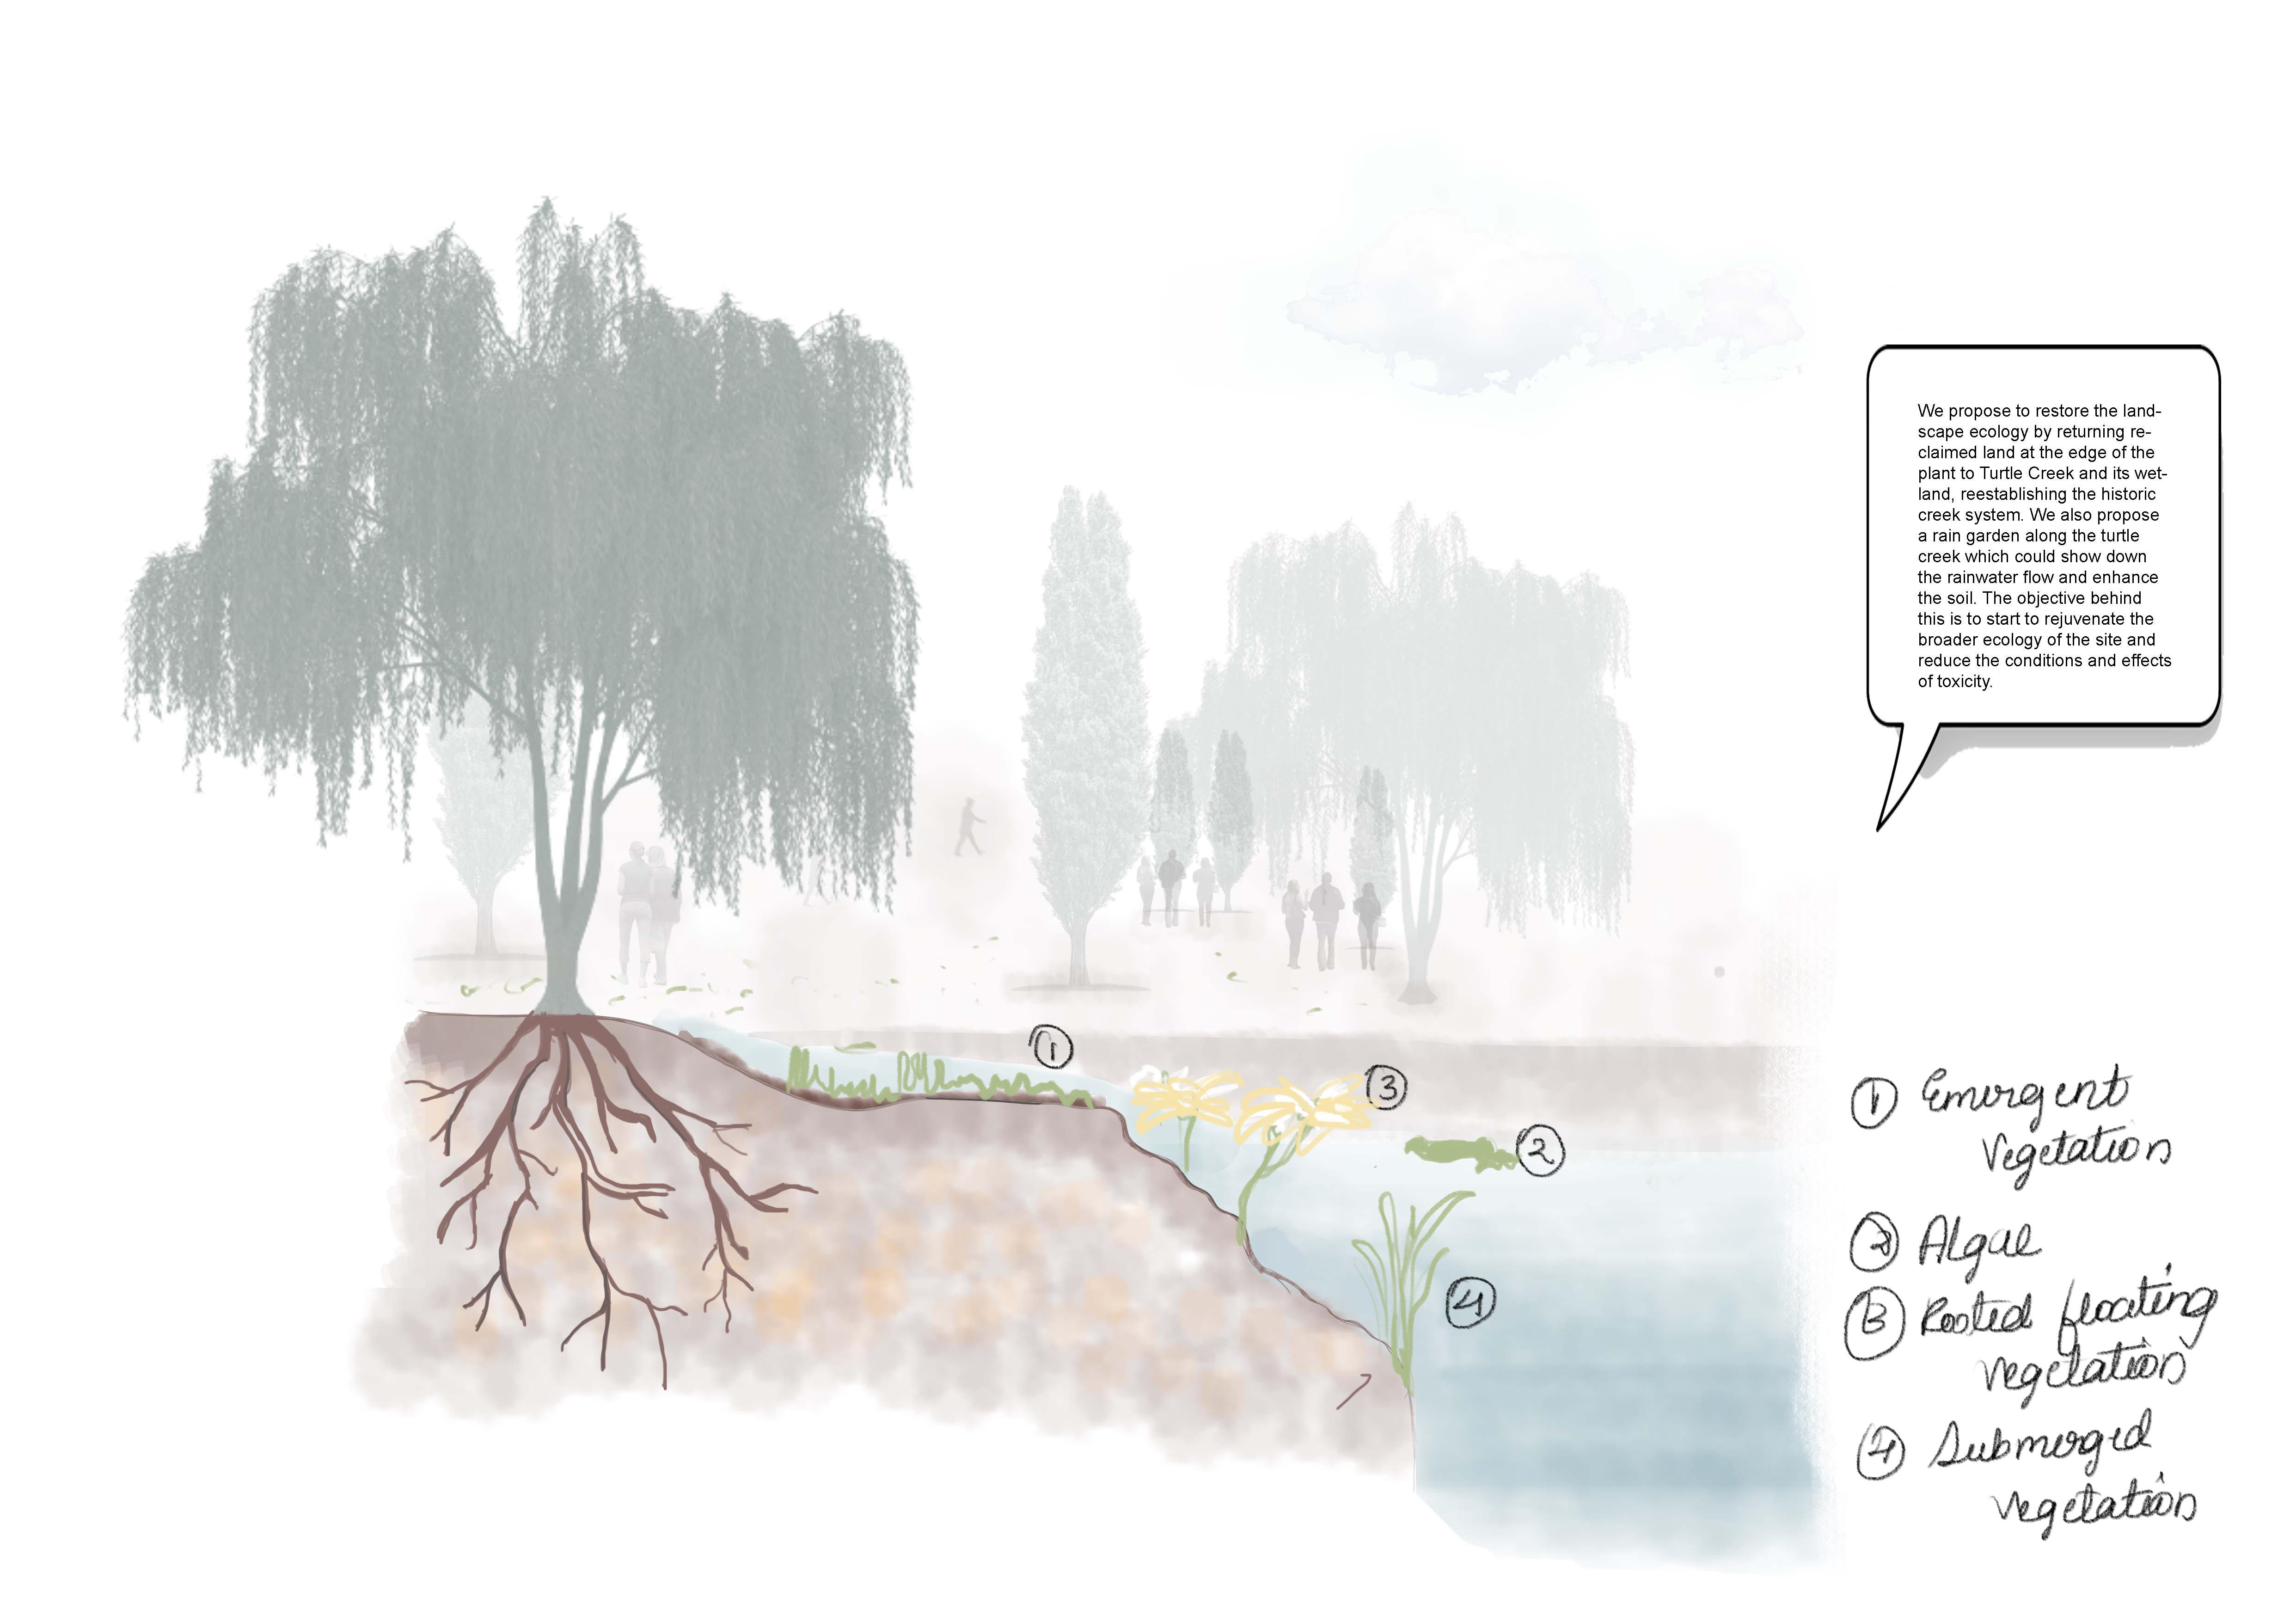 We propose to restore the land-
scape ecology by returning re-
claimed land at the edge of the
plant to Turtle Creek and its wet-
land, reestablishing the historic
creek system. We also propose
a rain garden along the turtle
creek which could show down
the rainwater flow and enhance
the soil. The objective behind
this is to start to rejuvenate the
broader ecology of the site and
reduce the conditions and effects
of toxicity.
1
3
2
4
1 Emergent
Vegetation
2 Algae
3 Rooted floating
vegetation
4 Submerged
vegetation